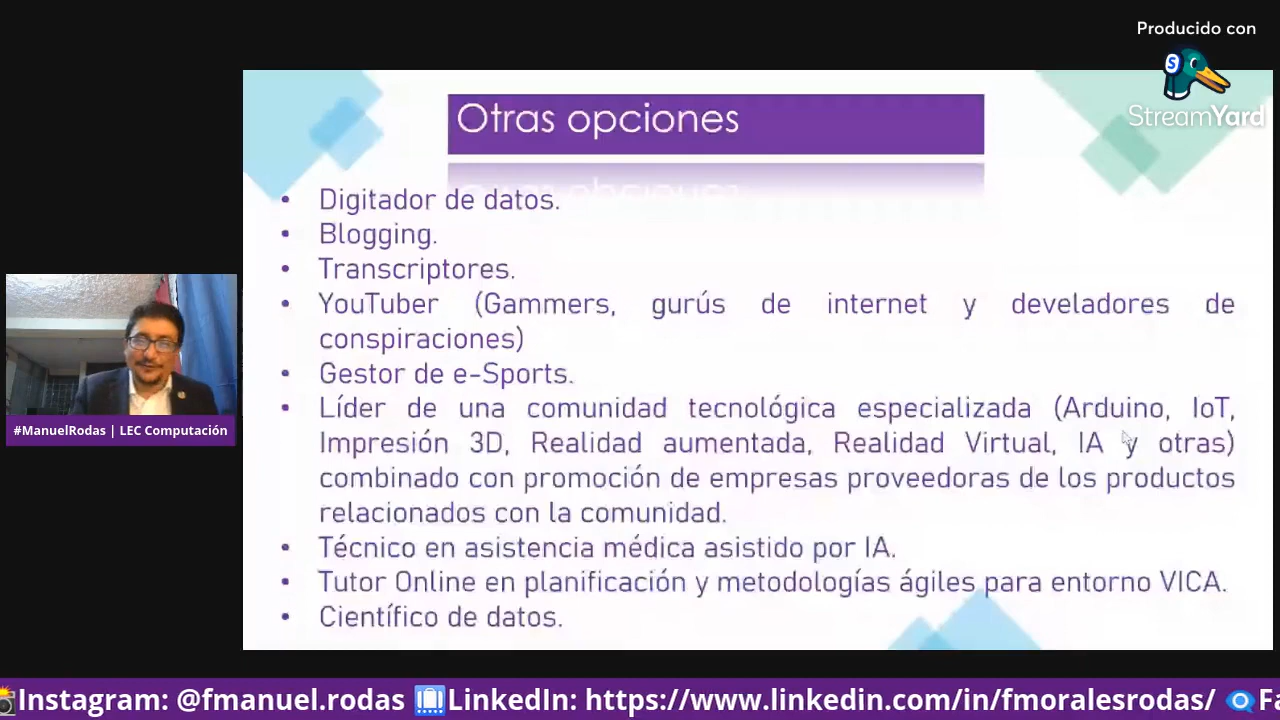 Producido con
StreamYard
Otras opciones
• Digitador de datos.
• Blogging.
• Transcriptores.
• YouTuber (Gammers, gurús de internet y develadores de
conspiraciones)
• Gestor de e-Sports.
• Líder de una comunidad tecnológica especializada (Arduino, IoT,
Impresión 3D, Realidad aumentada, Realidad Virtual, IA y otras)
combinado con promoción de empresas proveedoras de los productos
relacionados con la comunidad.
• Técnico en asistencia médica asistido por IA.
• Tutor Online en planificación y metodologías ágiles para entorno VICA.
• Científico de datos.
#ManuelRodas | LEC Computación
Instagram: @fmanuel.rodas LinkedIn: https://www.linkedin.com/in/fmoralesrodas/ Fa